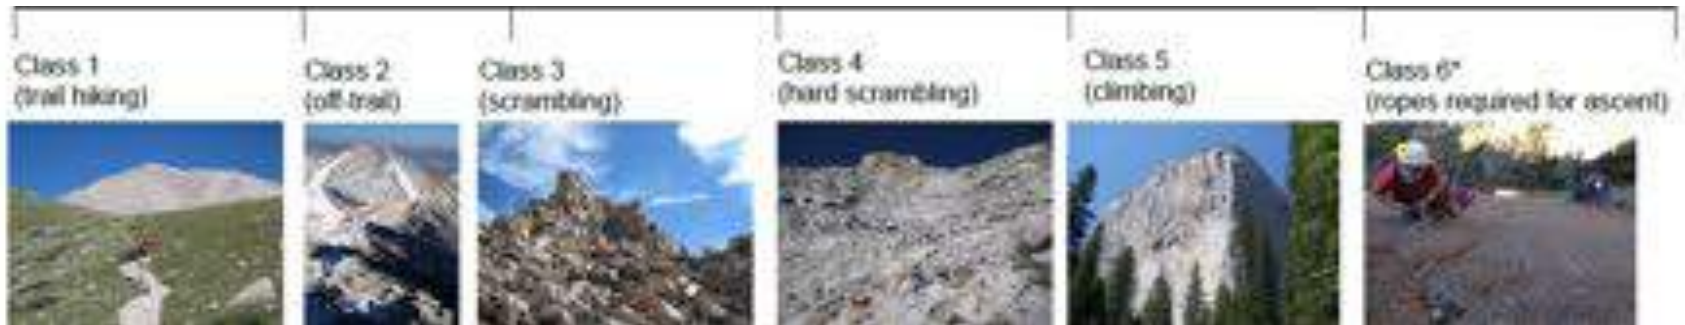 Class 1
(trail hiking)
Class 2
(off-trail)
Class 3
(scrambling)
Class 4
(hard scrambling)
Class 5
(climbing)
Class 6*
(ropes required for ascent)